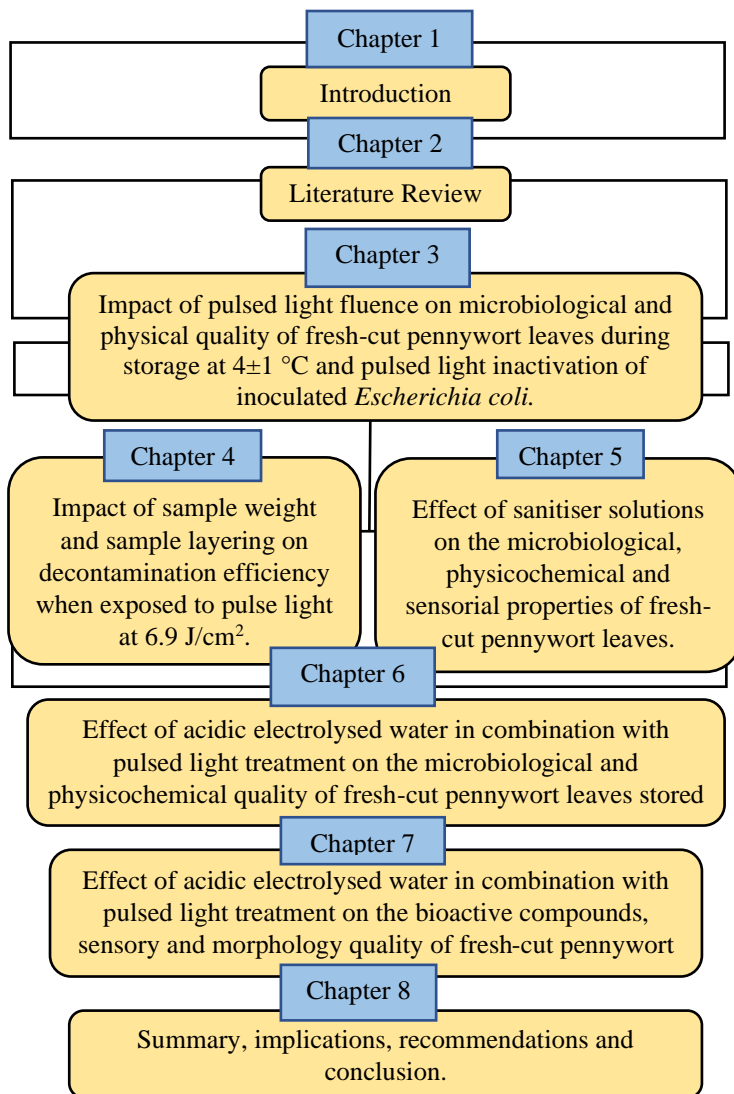 Chapter 1
Introduction
Chapter 2
Literature Review
Chapter 3
Impact of pulsed light fluence on microbiological and
physical quality of fresh-cut pennywort leaves during
storage at 4±1 °C and pulsed light inactivation of
inoculated Escherichia coli.
Chapter 4
Impact of sample weight
and sample layering on
decontamination efficiency
when exposed to pulse light
at 6.9 J/cm².
Chapter 5
Effect of sanitiser solutions
on the microbiological,
physicochemical and
sensorial properties of fresh-
cut pennywort leaves.
Chapter 6
Effect of acidic electrolysed water in combination with
pulsed light treatment on the microbiological and
physicochemical quality of fresh-cut pennywort leaves stored
Chapter 7
Effect of acidic electrolysed water in combination with
pulsed light treatment on the bioactive compounds,
sensory and morphology quality of fresh-cut pennywort
Chapter 8
Summary, implications, recommendations and
conclusion.